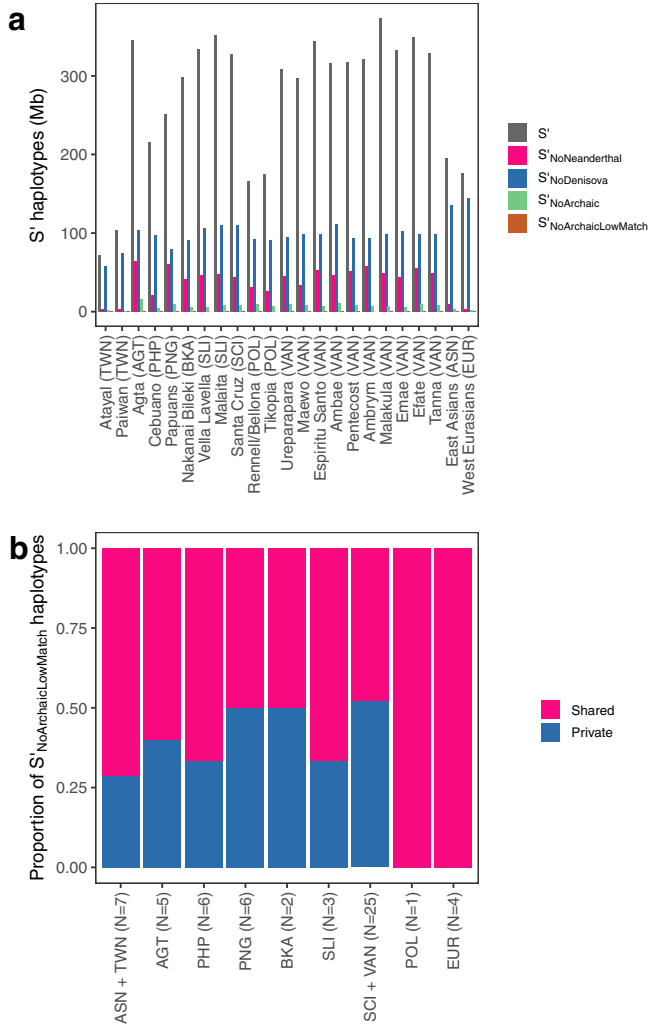 a
S' haplotypes (Mb)
300
200
100
0
Atayal (TWN)
Paiwan (TWN)
Agta (AGT)
Cebuano (PHP)
Papuans (PNG)
Nakanai Bileki (BKA)
Vella Lavella (SLI)
Malaita (SLI)
Santa Cruz (SCI)
Rennell/Bellona (POL)
Tikopia (POL)
Ureparapara (VAN)
Maewo (VAN)
Espiritu Santo (VAN)
Ambae (VAN)
Pentecost (VAN)
Ambrym (VAN)
Malakula (VAN)
Emae (VAN)
Efate (VAN)
Tanna (VAN)
East Asians (ASN)
West Eurasians (EUR)
S'
S'NoNeanderthal
S'NoDenisova
S'NoArchaic
S'NoArchaicLowMatch
b
Proportion of S'NoArchaicLowMatch haplotypes
1.00
0.75
0.50
0.25
0.00
ASN + TWN (N=7)
AGT (N=5)
PHP (N=6)
PNG (N=6)
BKA (N=2)
SLI (N=3)
SCI + VAN (N=25)
POL (N=1)
EUR (N=4)
Shared
Private